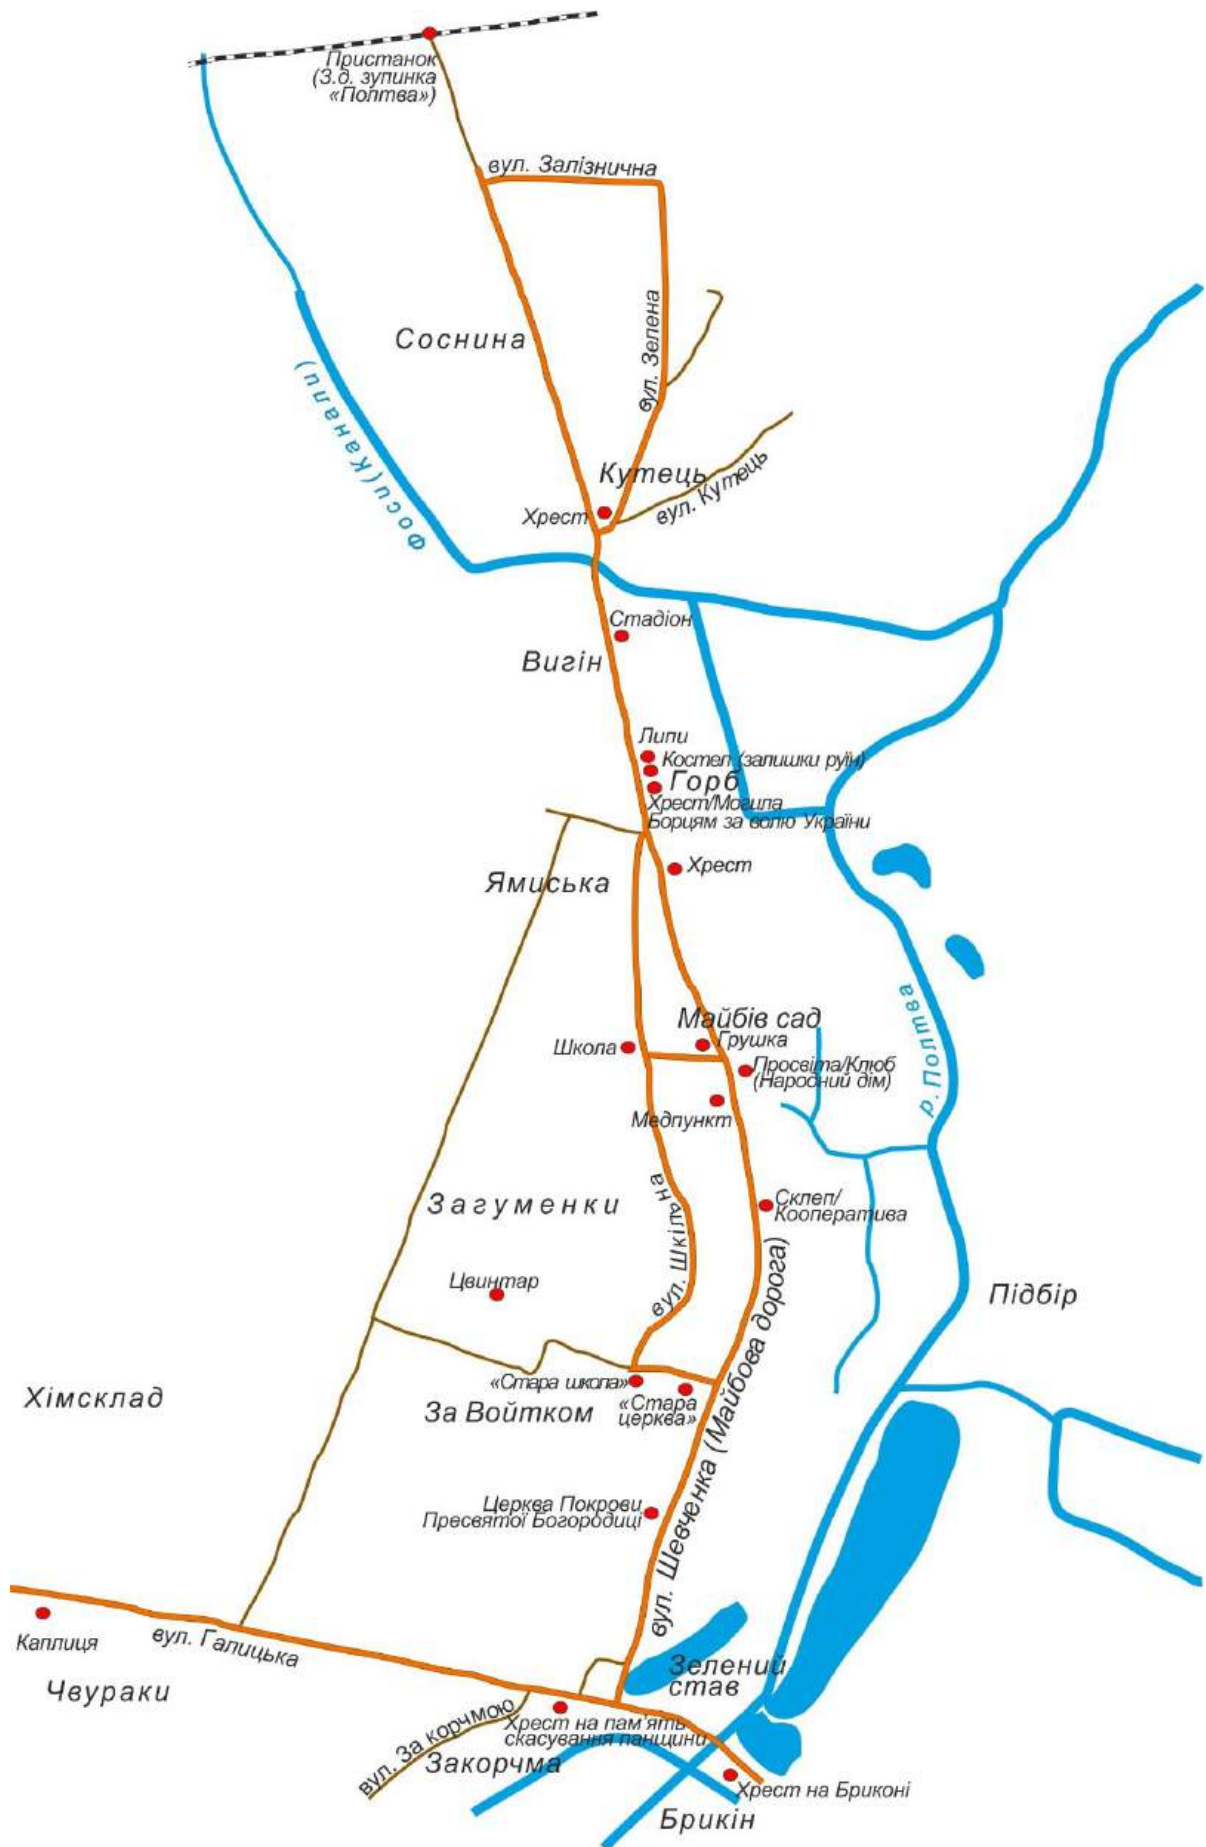 Пристанок
(З.д. зупинка
«Полтва»)
вул. Залізнична
Соснина
вул. Зелена
Фоси(Канали)
Кутець
вул. Кутець
Хрест
Стадіон
Вигін
Липи
Костел (залишки руїн)
Горб
Хрест/Могила
Борцям за волю України
Хрест
Ямиська
р. Полтва
Майбів сад
Грушка
Школа
Просвіта/Клюб
(Народний дім)
Медпункт
Загуменки
вул. Шкільна
Склеп/
Кооператива
Цвинтар
Підбір
«Стара школа»
Хімсклад
За Войтком
«Стара
церква»
вул. Шевченка (Майбова дорога)
Церква Покрови
Пресвятої Богородиці
Каплиця
вул. Галицька
Чвураки
Зелений
став
вул. За корчмою
Хрест на пам'ять
скасування панщини
Закорчма
Хрест на Бриконі
Брикін